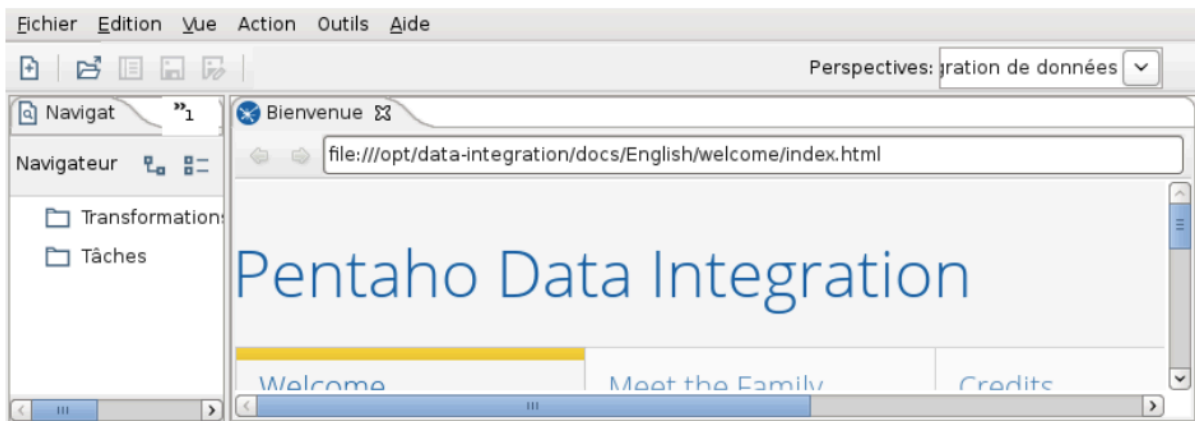 Fichier Edition Vue Action Outils Aide
Perspectives: gration de données
Navigat »1
Bienvenue
Navigateur
file:///opt/data-integration/docs/English/welcome/index.html
Transformations
Tâches
Pentaho Data Integration
Welcome Meet the Family Credits